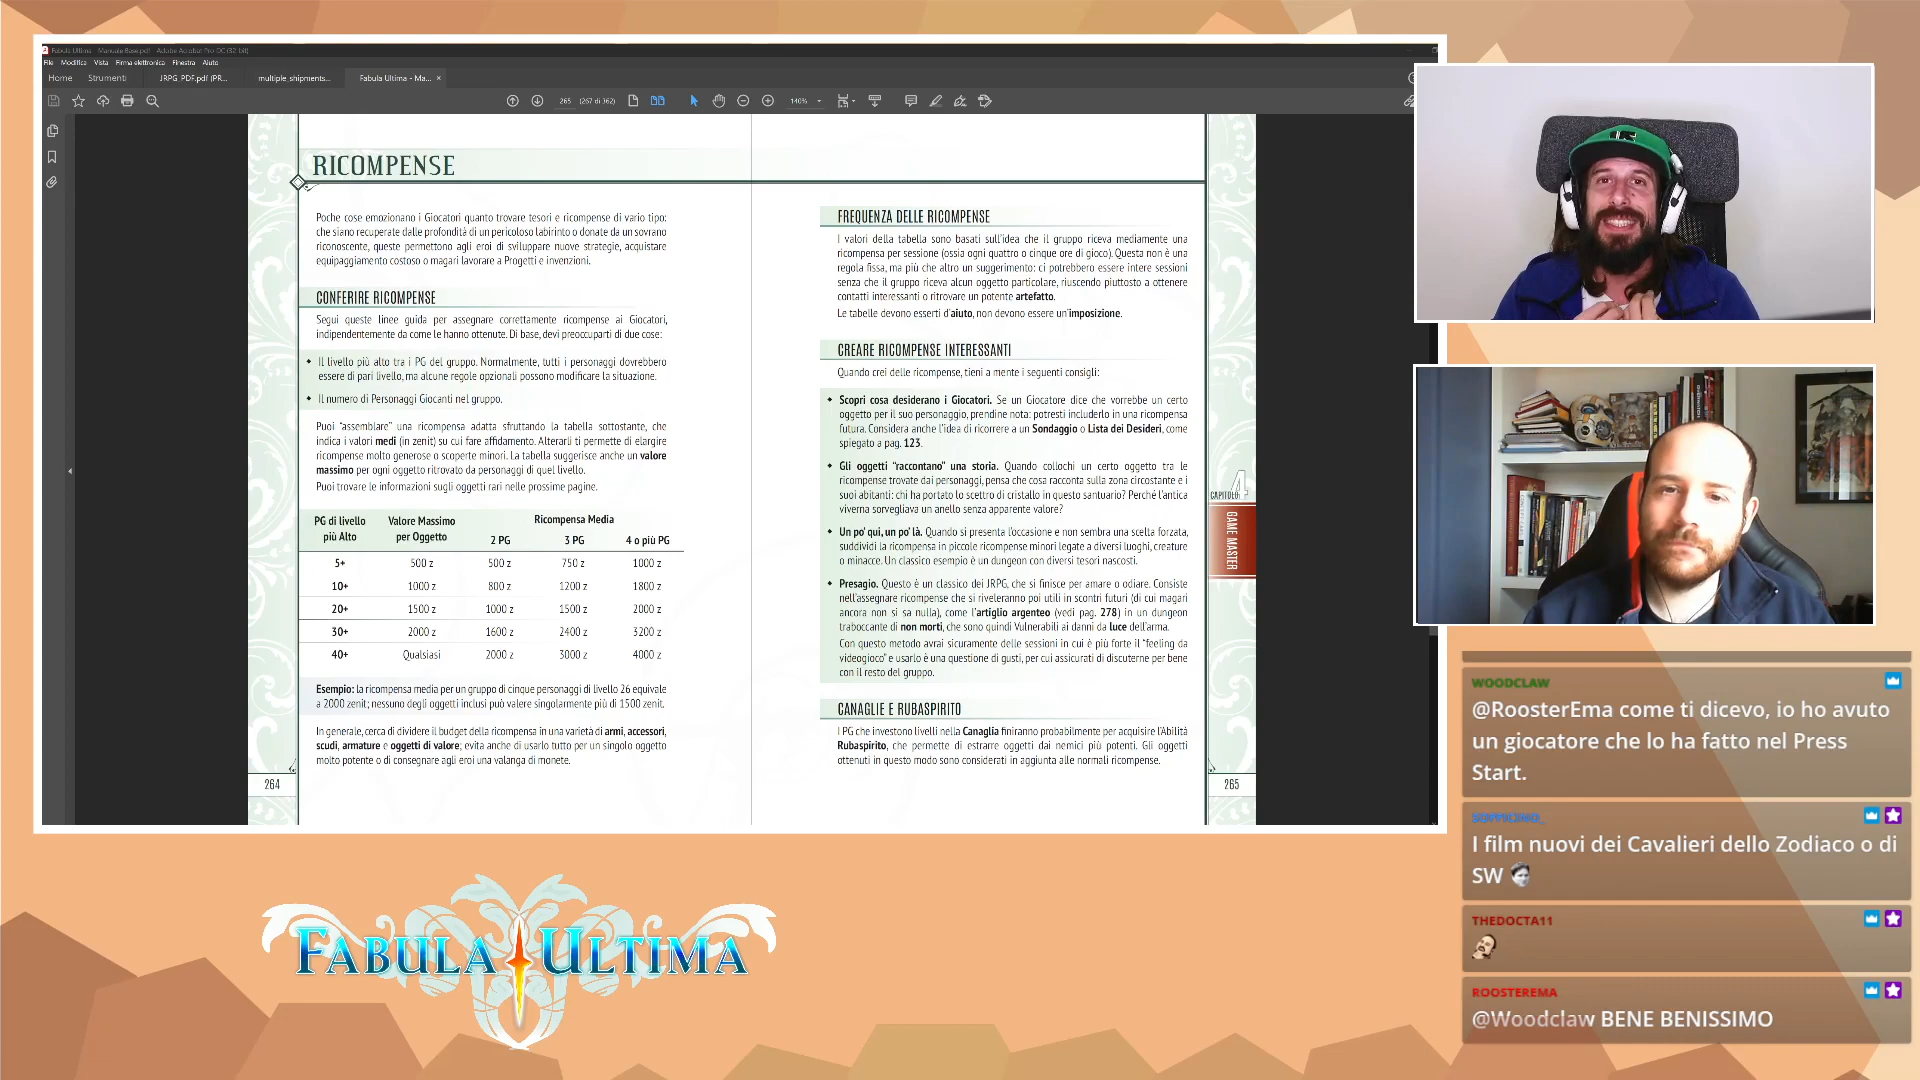 Fabula Ultima - Manuale Base.pdf - Adobe Acrobat Pro DC (32-bit)
File Modifica Vista Firma elettronica Finestra Aiuto
Home Strumenti JRPG_PDF.pdf (PR... multiple_shipments... Fabula Ultima - Ma... ×
265 (267 di 362) 140%
RICOMPENSE
Poche cose emozionano i Giocatori quanto trovare tesori e ricompense di vario tipo:
che siano recuperate dalle profondità di un pericoloso labirinto o donate da un sovrano
riconoscente, queste permettono agli eroi di sviluppare nuove strategie, acquistare
equipaggiamento costoso o magari lavorare a Progetti e invenzioni.
CONFERIRE RICOMPENSE
Segui queste linee guida per assegnare correttamente ricompense ai Giocatori,
indipendentemente da come le hanno ottenute. Di base, devi preoccuparti di due cose:
Il livello più alto tra i PG del gruppo. Normalmente, tutti i personaggi dovrebbero
essere di pari livello, ma alcune regole opzionali possono modificare la situazione.
Il numero di Personaggi Giocanti nel gruppo.
Puoi “assemblare” una ricompensa adatta sfruttando la tabella sottostante, che
indica i valori medi (in zenit) su cui fare affidamento. Alterarli ti permette di elargire
ricompense molto generose o scoperte minori. La tabella suggerisce anche un valore
massimo per ogni oggetto ritrovato da personaggi di quel livello.
Puoi trovare le informazioni sugli oggetti rari nelle prossime pagine.
PG di livello Valore Massimo Ricompensa Media
più Alto per Oggetto 2 PG 3 PG 4 o più PG
5+ 500 z 500 z 750 z 1000 z
10+ 1000 z 800 z 1200 z 1800 z
20+ 1500 z 1000 z 1500 z 2000 z
30+ 2000 z 1600 z 2400 z 3200 z
40+ Qualsiasi 2000 z 3000 z 4000 z
Esempio: la ricompensa media per un gruppo di cinque personaggi di livello 26 equivale
a 2000 zenit; nessuno degli oggetti inclusi può valere singolarmente più di 1500 zenit.
In generale, cerca di dividere il budget della ricompensa in una varietà di armi, accessori,
scudi, armature e oggetti di valore; evita anche di usarlo tutto per un singolo oggetto
molto potente o di consegnare agli eroi una valanga di monete.
264
FREQUENZA DELLE RICOMPENSE
I valori della tabella sono basati sull'idea che il gruppo riceva mediamente una
ricompensa per sessione (ossia ogni quattro o cinque ore di gioco). Questa non è una
regola fissa, ma più che altro un suggerimento: ci potrebbero essere intere sessioni
senza che il gruppo riceva alcun oggetto particolare, riuscendo piuttosto a ottenere
contatti interessanti o ritrovare un potente artefatto.
Le tabelle devono esserti d'aiuto, non devono essere un'imposizione.
CREARE RICOMPENSE INTERESSANTI
Quando crei delle ricompense, tieni a mente i seguenti consigli:
Scopri cosa desiderano i Giocatori. Se un Giocatore dice che vorrebbe un certo
oggetto per il suo personaggio, prendine nota: potresti includerlo in una ricompensa
futura. Considera anche l'idea di ricorrere a un Sondaggio o Lista dei Desideri, come
spiegato a pag. 123.
Gli oggetti “raccontano” una storia. Quando collochi un certo oggetto tra le
ricompense trovate dai personaggi, pensa che cosa racconta sulla zona circostante e i
suoi abitanti: chi ha portato lo scettro di cristallo in questo santuario? Perché l'antica
viverna sorvegliava un anello senza apparente valore?
Un po' qui, un po' là. Quando si presenta l'occasione e non sembra una scelta forzata,
suddividi la ricompensa in piccole ricompense minori legate a diversi luoghi, creature
o minacce. Un classico esempio è un dungeon con diversi tesori nascosti.
Presagio. Questo è un classico dei JRPG, che si finisce per amare o odiare. Consiste
nell'assegnare ricompense che si riveleranno poi utili in scontri futuri (di cui magari
ancora non si sa nulla), come l'artiglio argenteo (vedi pag. 278) in un dungeon
traboccante di non morti, che sono quindi Vulnerabili ai danni da luce dell'arma.
Con questo metodo avrai sicuramente delle sessioni in cui è più forte il “feeling da
videogioco” e usarlo è una questione di gusti, per cui assicurati di discuterne per bene
con il resto del gruppo.
CANAGLIE E RUBASPIRITO
I PG che investono livelli nella Canaglia finiranno probabilmente per acquisire l'Abilità
Rubaspirito, che permette di estrarre oggetti dai nemici più potenti. Gli oggetti
ottenuti in questo modo sono considerati in aggiunta alle normali ricompense.
CAPITOLO 4
GAME MASTER
265
FABULA ULTIMA
WOODCLAW
@RoosterEma come ti dicevo, io ho avuto
un giocatore che lo ha fatto nel Press
Start.
I film nuovi dei Cavalieri dello Zodiaco o di
SW
THEDOCTA11
ROOSTEREMA
@Woodclaw BENE BENISSIMO